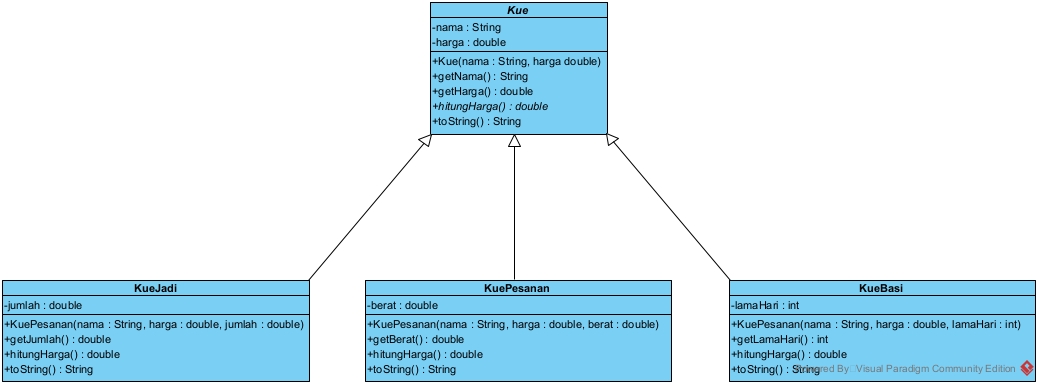 Kue
-nama : String
-harga : double
+Kue(nama : String, harga double)
+getNama() : String
+getHarga() : double
+hitungHarga() : double
+toString() : String
KueJadi
-jumlah : double
+KuePesanan(nama : String, harga : double, jumlah : double)
+getJumlah() : double
+hitungHarga() : double
+toString() : String
KuePesanan
-berat : double
+KuePesanan(nama : String, harga : double, berat : double)
+getBerat() : double
+hitungHarga() : double
+toString() : String
KueBasi
-lamaHari : int
+KuePesanan(nama : String, harga : double, lamaHari : int)
+getLamaHari() : int
+hitungHarga() : double
+toString() : String
Powered By : Visual Paradigm Community Edition